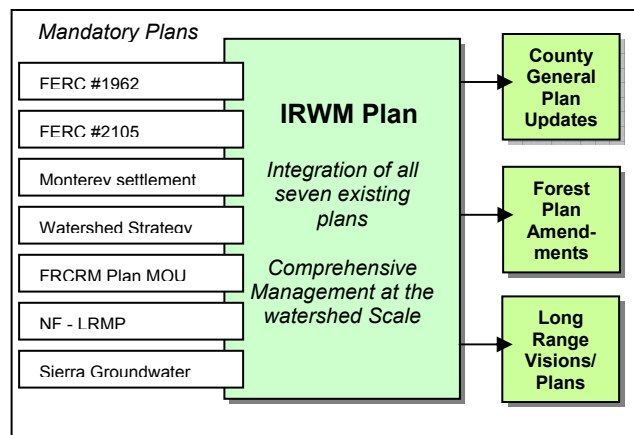 Mandatory Plans
FERC #1962
FERC #2105
Monterey settlement
Watershed Strategy
FRCRM Plan MOU
NF - LRMP
Sierra Groundwater
IRWM Plan
Integration of all
seven existing
plans
Comprehensive
Management at the
watershed Scale
County
General
Plan
Updates
Forest
Plan
Amend-
ments
Long
Range
Visions/
Plans